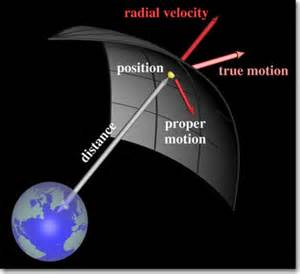 radial velocity
position
true motion
distance
proper
motion